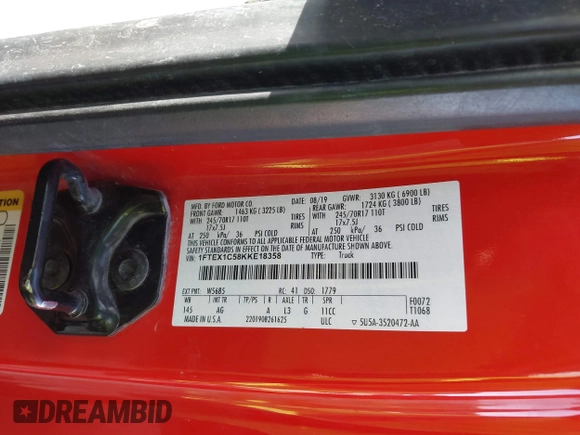 MFD. BY FORD MOTOR CO.
DATE: 08/19 GVWR: 3130 KG (6900 LB)
FRONT GAWR: 1463 KG (3225 LB)
REAR GAWR: 1724 KG (3800 LB)
WITH 245/70R17 110T TIRES
WITH 245/70R17 110T TIRES
17x7.5J RIMS
17x7.5J RIMS
AT 250 kPa/ 36 PSI COLD
AT 250 kPa/ 36 PSI COLD
THIS VEHICLE CONFORMS TO ALL APPLICABLE FEDERAL MOTOR VEHICLE
SAFETY AND THEFT PREVENTION STANDARDS IN EFFECT ON THE DATE OF MANUFACTURE
SHOWN ABOVE.
VIN: 1FTEX1C58KKE18358 TYPE: Truck
EXT PNT: W5685 RC: 41 DSO: 1779
WB INT TR TP/PS R AXLE TR SPR F0072
145 AG A L3 G 11CC T1068
MADE IN U.S.A. 220190B261625 ULC ▽ 5U5A-3520472-AA
DREAMBID